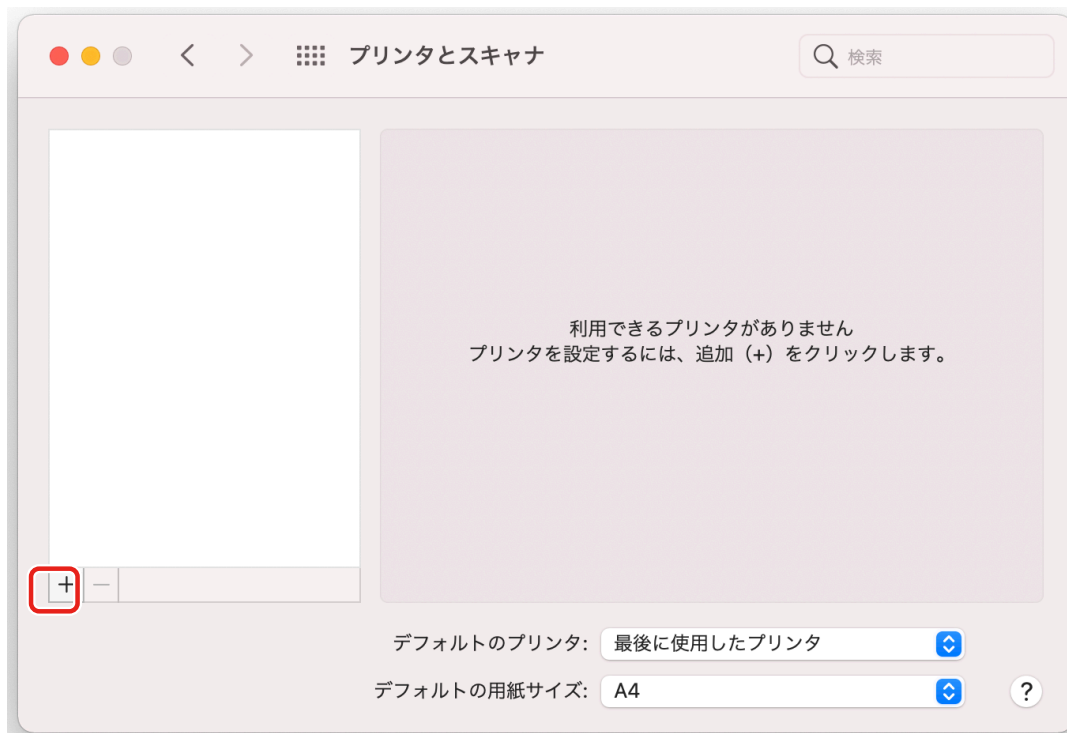 プリンタとスキャナ
検索
利用できるプリンタがありません
プリンタを設定するには、追加（+）をクリックします。
+ −
デフォルトのプリンタ: 最後に使用したプリンタ
デフォルトの用紙サイズ: A4
?